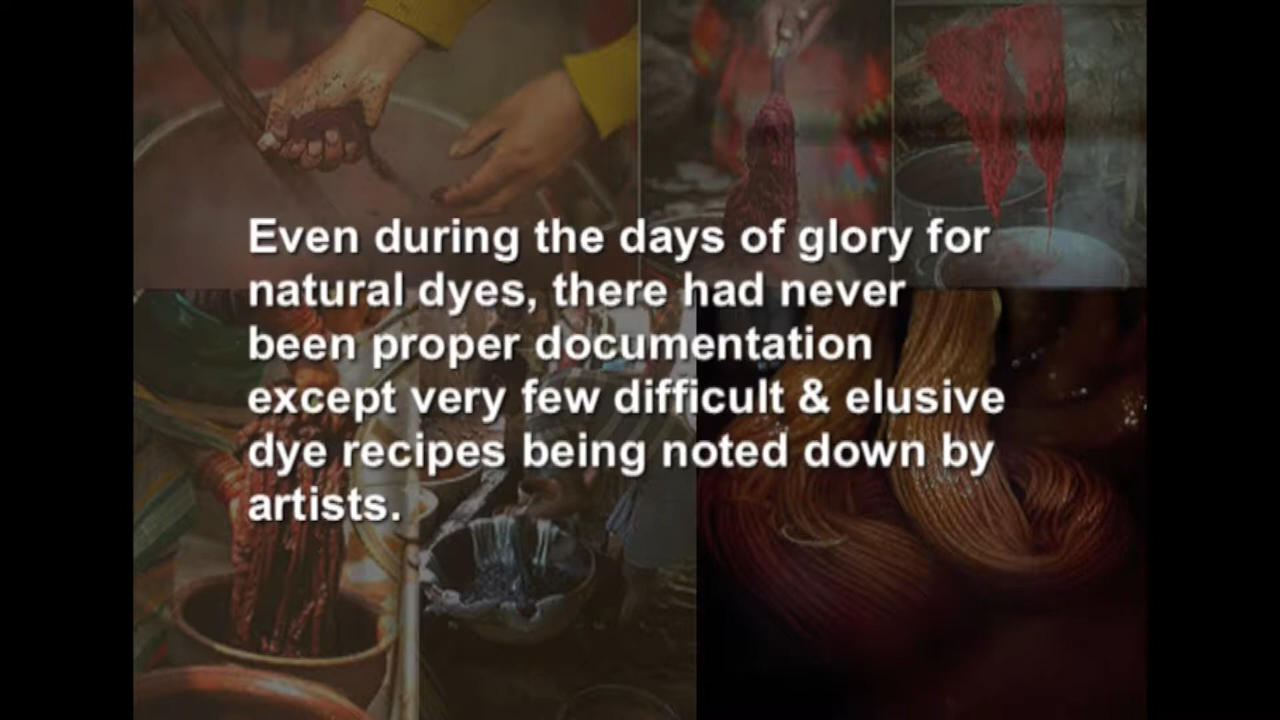 Even during the days of glory for
natural dyes, there had never
been proper documentation
except very few difficult & elusive
dye recipes being noted down by
artists.